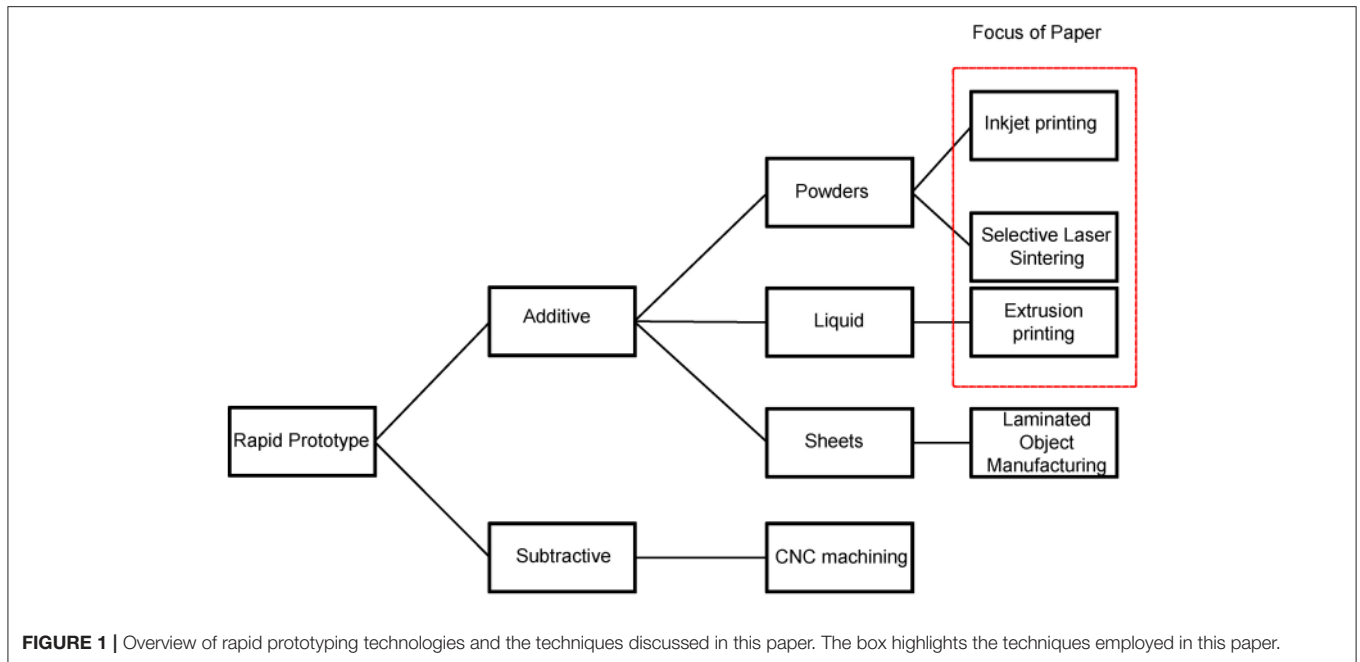 Focus of Paper
Inkjet printing
Powders
Selective Laser
Sintering
Additive
Liquid
Extrusion
printing
Rapid Prototype
Sheets
Laminated
Object
Manufacturing
Subtractive
CNC machining
FIGURE 1 | Overview of rapid prototyping technologies and the techniques discussed in this paper. The box highlights the techniques employed in this paper.